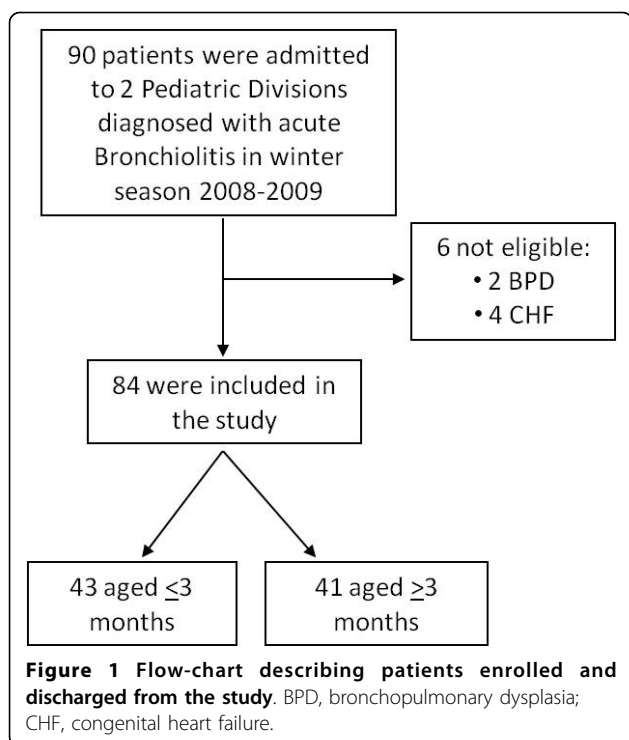 90 patients were admitted
to 2 Pediatric Divisions
diagnosed with acute
Bronchiolitis in winter
season 2008-2009
6 not eligible:
• 2 BPD
• 4 CHF
84 were included in
the study
43 aged ≤3
months
41 aged ≥3
months
Figure 1 Flow-chart describing patients enrolled and
discharged from the study. BPD, bronchopulmonary dysplasia;
CHF, congenital heart failure.